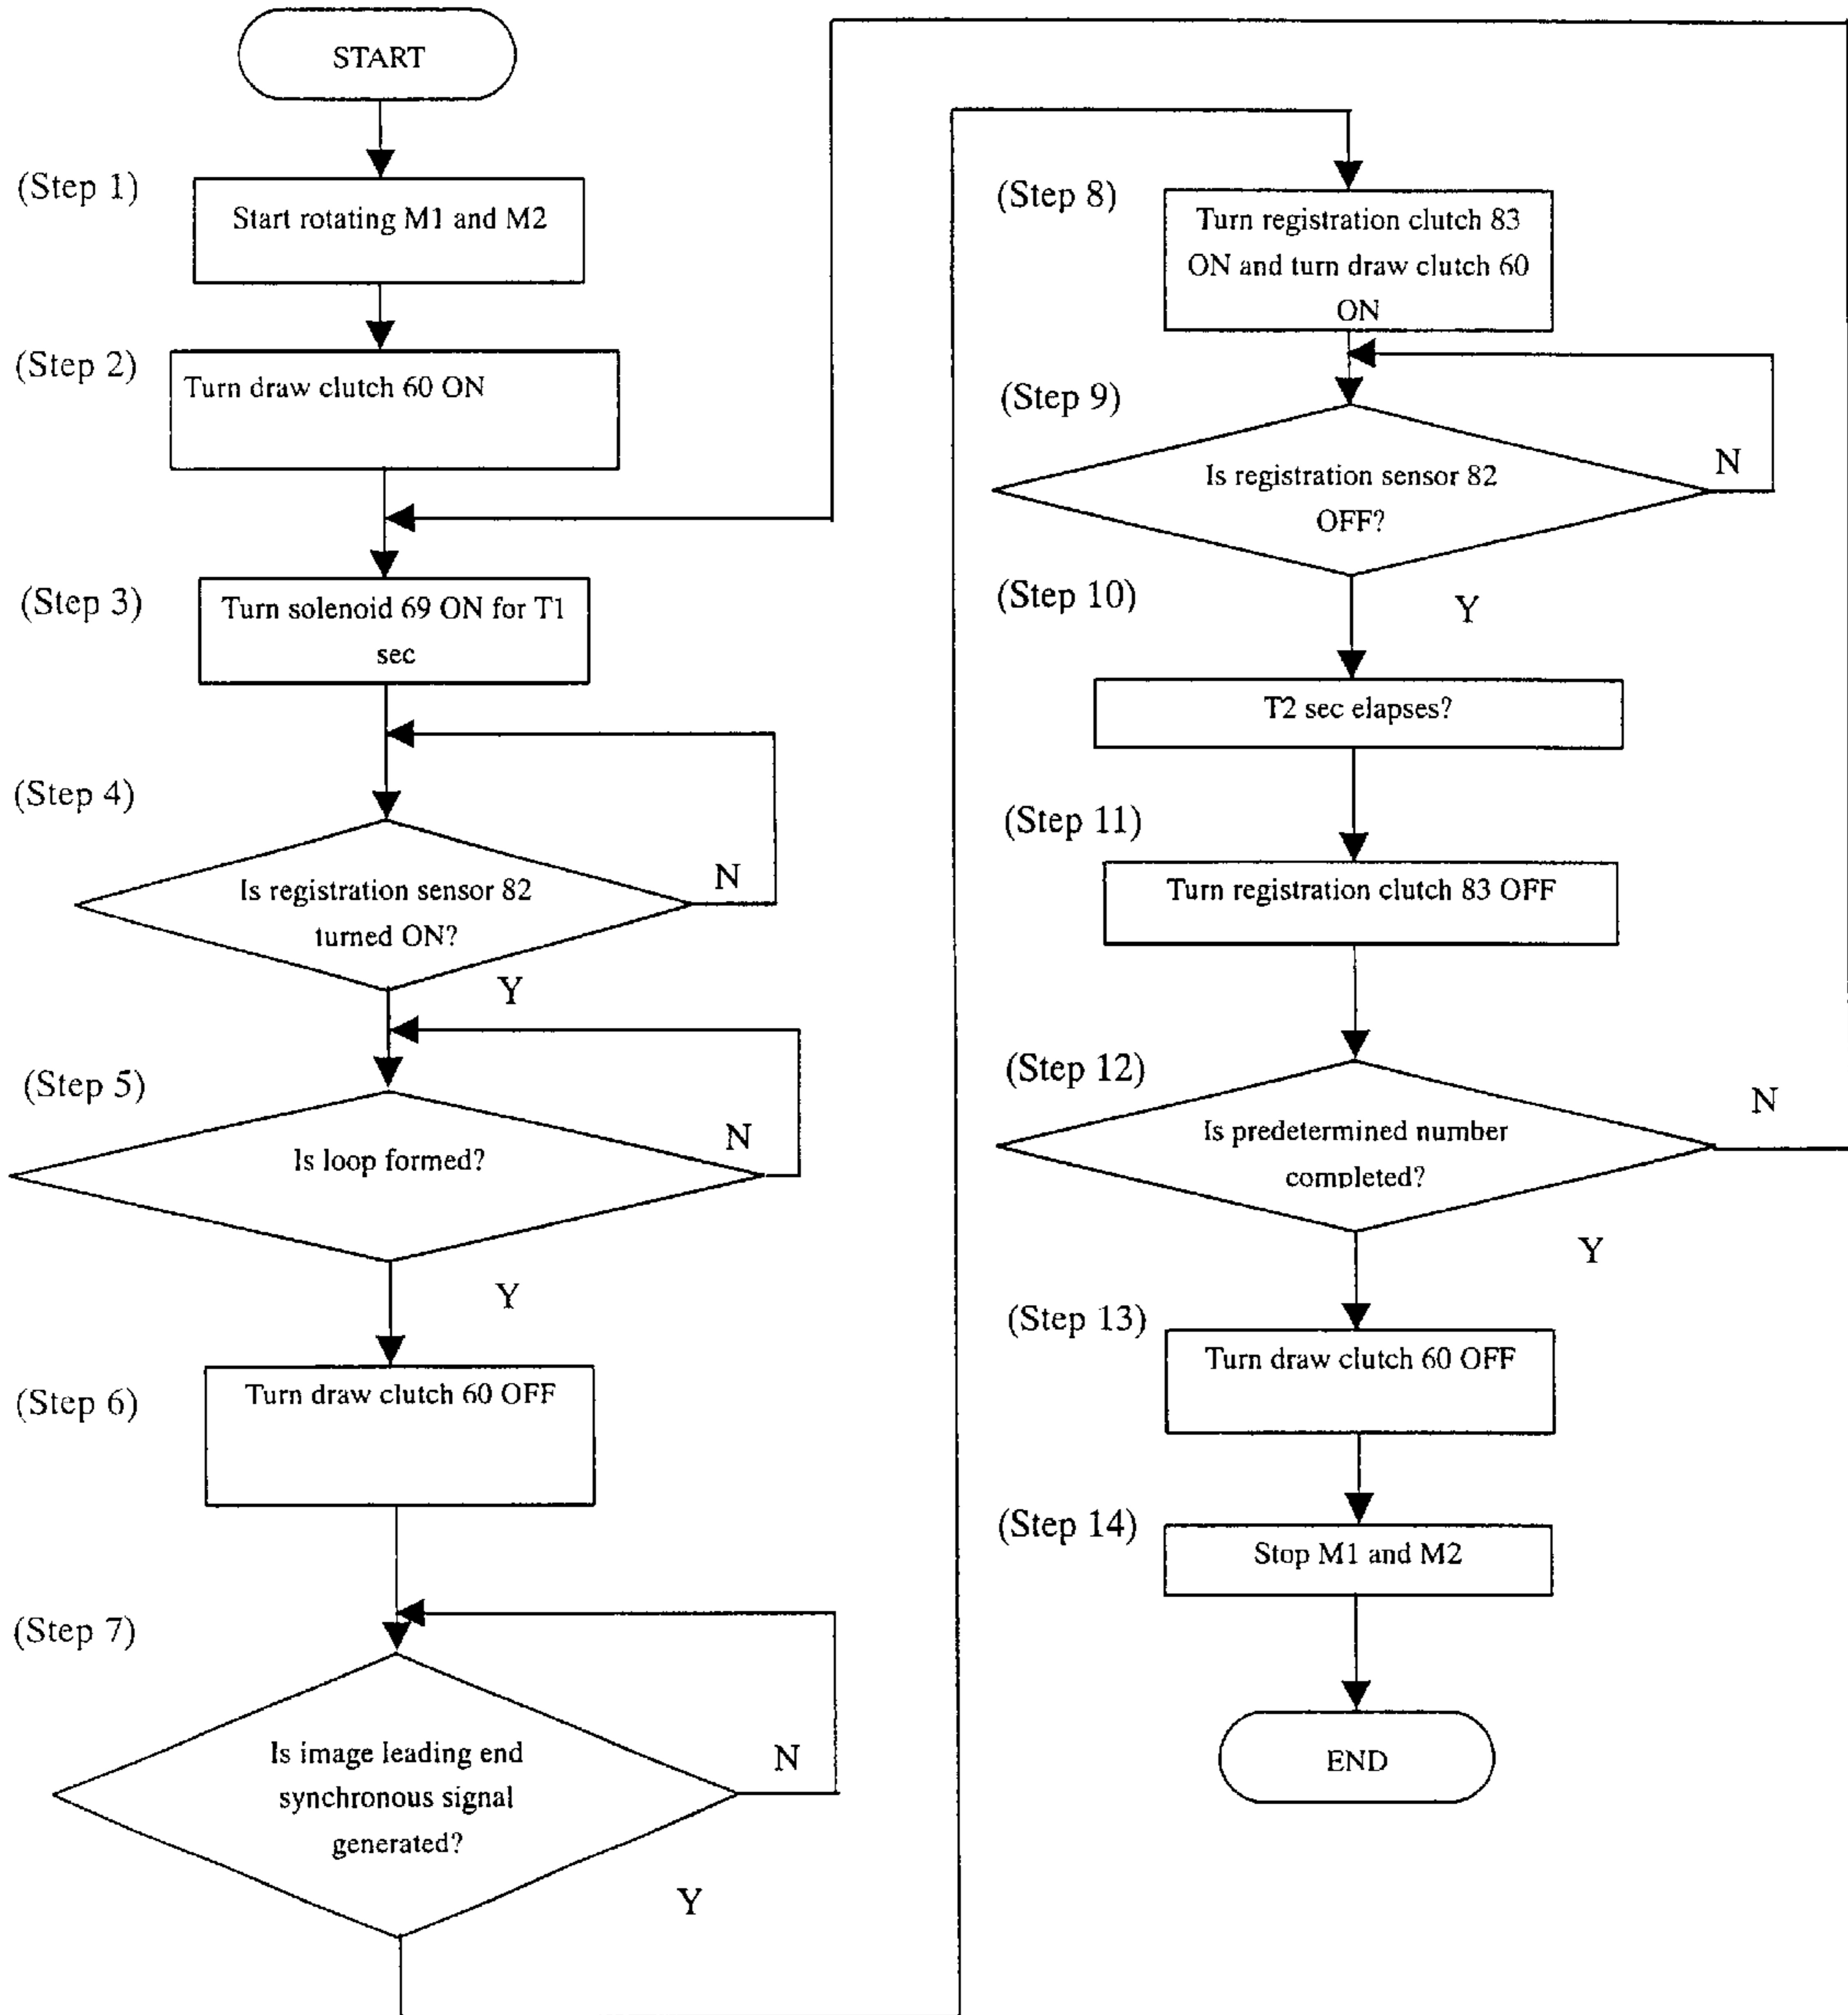 START
(Step 1)
Start rotating M1 and M2
(Step 2)
Turn draw clutch 60 ON
(Step 3)
Turn solenoid 69 ON for T1
sec
(Step 4)
Is registration sensor 82
turned ON?
N
Y
(Step 5)
Is loop formed?
N
Y
(Step 6)
Turn draw clutch 60 OFF
(Step 7)
Is image leading end
synchronous signal
generated?
N
Y
(Step 8)
Turn registration clutch 83
ON and turn draw clutch 60
ON
(Step 9)
Is registration sensor 82
OFF?
N
(Step 10)
Y
T2 sec elapses?
(Step 11)
Turn registration clutch 83 OFF
(Step 12)
Is predetermined number
completed?
N
Y
(Step 13)
Turn draw clutch 60 OFF
(Step 14)
Stop M1 and M2
END